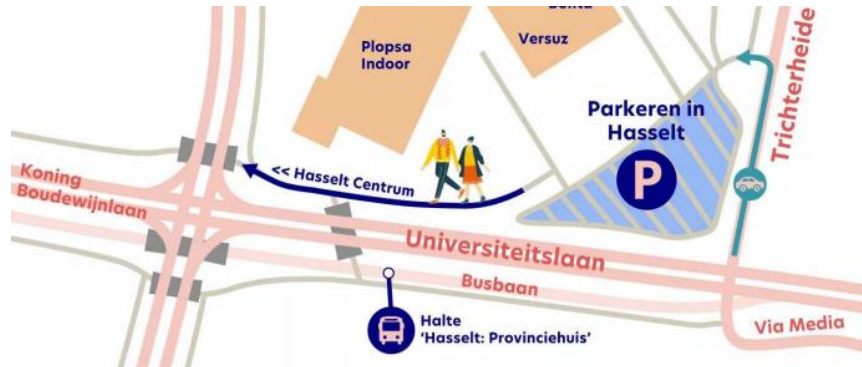 Plopsa
Indoor
Versuz
Parkeren in
Hasselt
P
Trichterheide
<< Hasselt Centrum
Koning
Boudewijnlaan
Universiteitslaan
Busbaan
Halte
'Hasselt: Provinciehuis'
Via Media